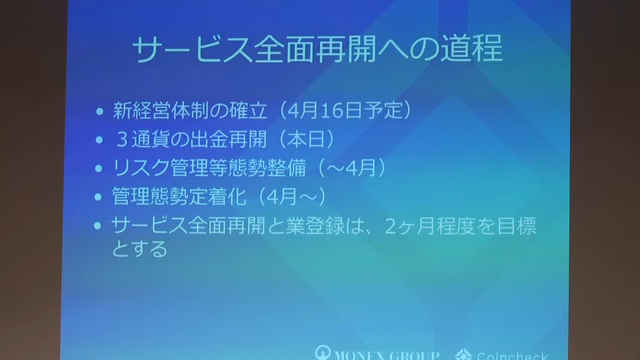 サービス全面再開への道程
• 新経営体制の確立（4月16日予定）
• ３通貨の出金再開（本日）
• リスク管理等態勢整備（～4月）
• 管理態勢定着化（4月～）
• サービス全面再開と業登録は、2ヶ月程度を目標
とする
MONEX GROUP Coincheck